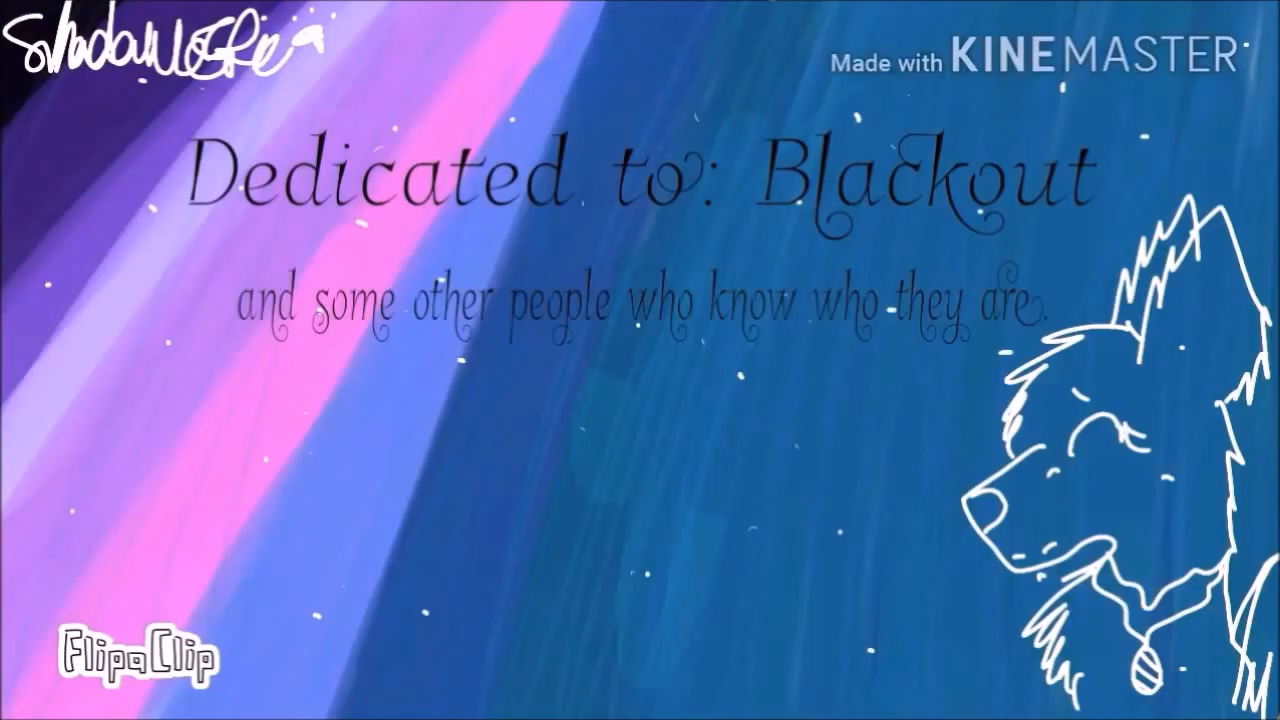 Made with KINEMASTER
Dedicated to: Blackout
and some other people who know who they are.
FlipaClip